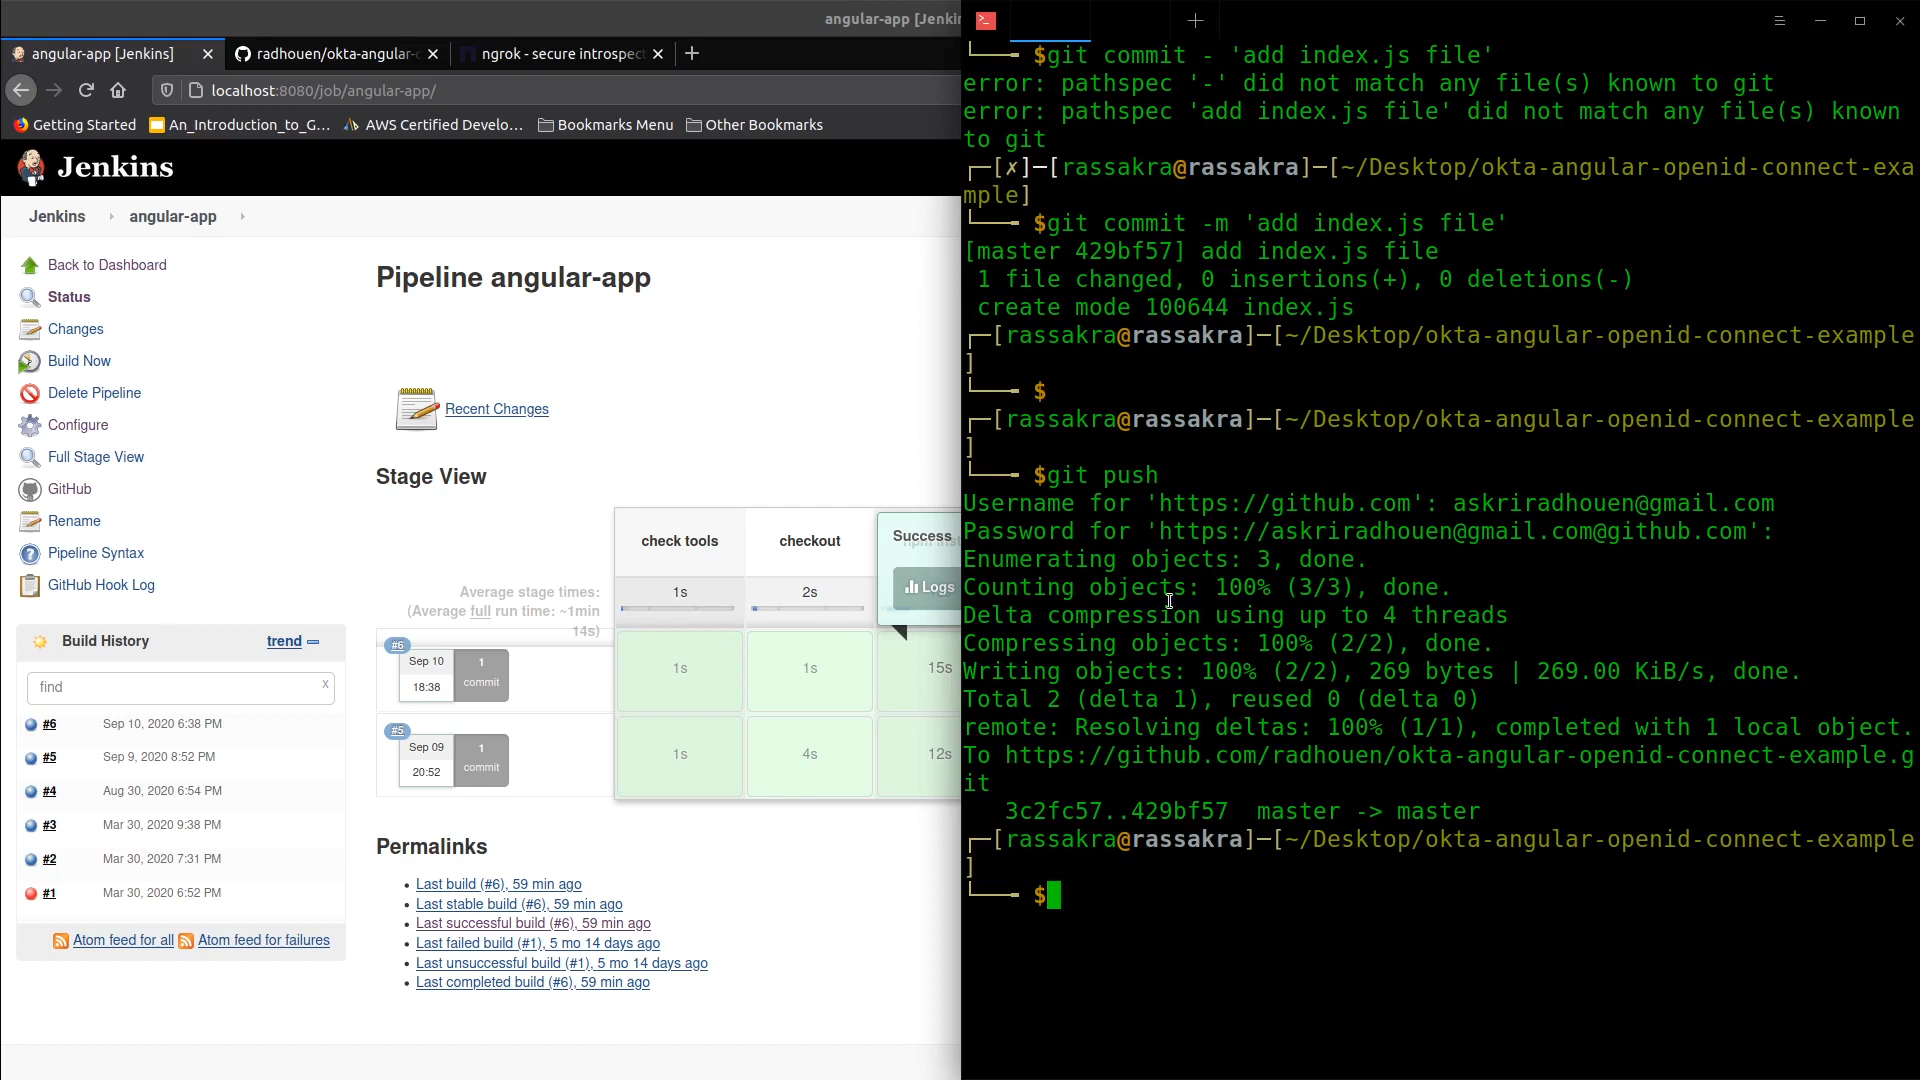 angular-app [Jenki
angular-app [Jenkins]
radhouen/okta-angular-
ngrok - secure introspec
localhost:8080/job/angular-app/
Getting Started
An_Introduction_to_G...
AWS Certified Develo...
Bookmarks Menu
Other Bookmarks
Jenkins
Jenkins
angular-app
Back to Dashboard
Status
Changes
Build Now
Delete Pipeline
Configure
Full Stage View
GitHub
Rename
Pipeline Syntax
GitHub Hook Log
Build History
trend
find
x
#6 Sep 10, 2020 6:38 PM
#5 Sep 9, 2020 8:52 PM
#4 Aug 30, 2020 6:54 PM
#3 Mar 30, 2020 9:38 PM
#2 Mar 30, 2020 7:31 PM
#1 Mar 30, 2020 6:52 PM
Atom feed for all
Atom feed for failures
Pipeline angular-app
Recent Changes
Stage View
check tools
checkout
Success
Logs
Average stage times:
(Average full run time: ~1min
14s)
1s
2s
#6
Sep 10
18:38
1
commit
1s
1s
15s
#5
Sep 09
20:52
1
commit
1s
4s
12s
Permalinks
Last build (#6), 59 min ago
Last stable build (#6), 59 min ago
Last successful build (#6), 59 min ago
Last failed build (#1), 5 mo 14 days ago
Last unsuccessful build (#1), 5 mo 14 days ago
Last completed build (#6), 59 min ago
$git commit - 'add index.js file'
error: pathspec '-' did not match any file(s) known to git
error: pathspec 'add index.js file' did not match any file(s) known
to git
┌─[✗]─[rassakra@rassakra]─[~/Desktop/okta-angular-openid-connect-exa
mple]
└──╼ $git commit -m 'add index.js file'
[master 429bf57] add index.js file
1 file changed, 0 insertions(+), 0 deletions(-)
create mode 100644 index.js
┌─[rassakra@rassakra]─[~/Desktop/okta-angular-openid-connect-example
]
└──╼ $
┌─[rassakra@rassakra]─[~/Desktop/okta-angular-openid-connect-example
]
└──╼ $git push
Username for 'https://github.com': askriradhouen@gmail.com
Password for 'https://askriradhouen@gmail.com@github.com':
Enumerating objects: 3, done.
Counting objects: 100% (3/3), done.
Delta compression using up to 4 threads
Compressing objects: 100% (2/2), done.
Writing objects: 100% (2/2), 269 bytes | 269.00 KiB/s, done.
Total 2 (delta 1), reused 0 (delta 0)
remote: Resolving deltas: 100% (1/1), completed with 1 local object.
To https://github.com/radhouen/okta-angular-openid-connect-example.g
it
3c2fc57..429bf57 master -> master
┌─[rassakra@rassakra]─[~/Desktop/okta-angular-openid-connect-example
]
└──╼ $